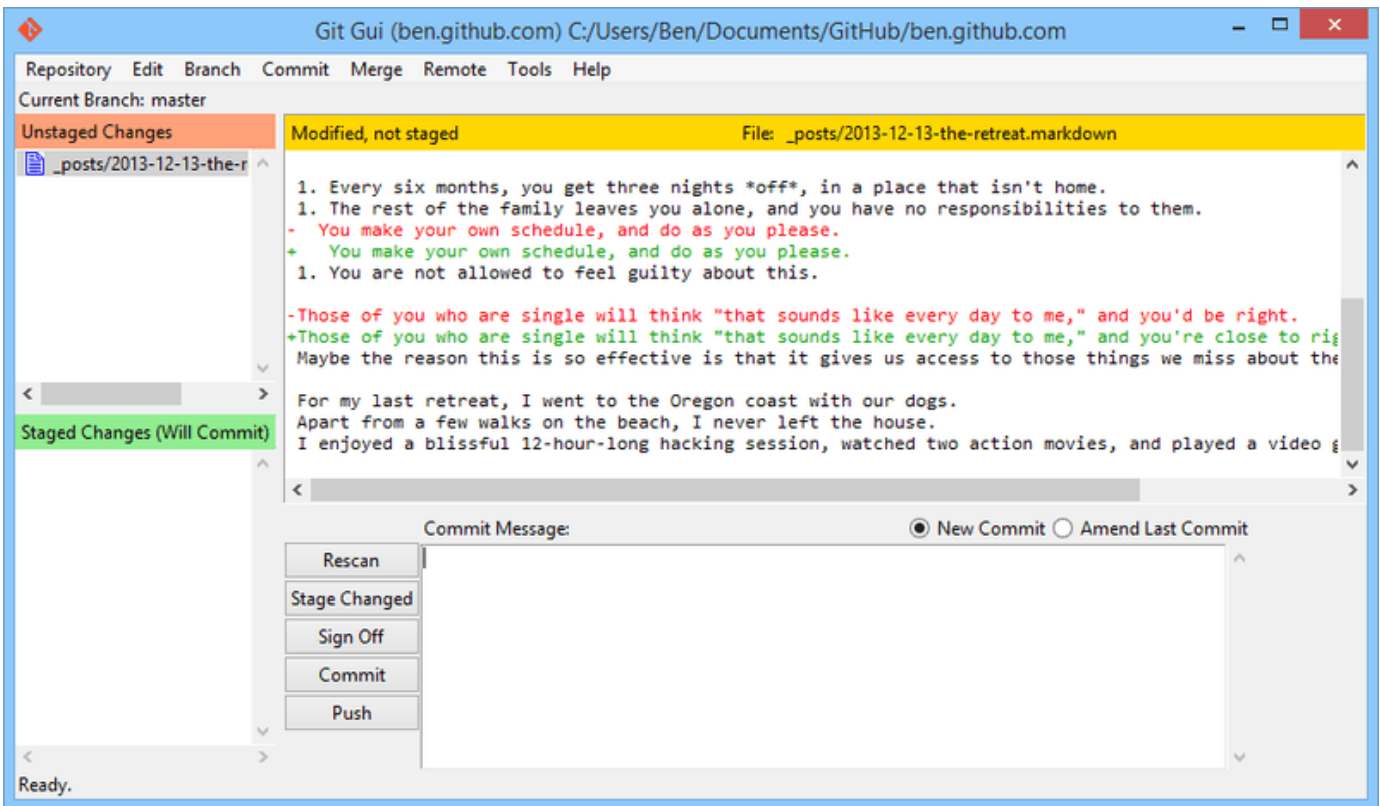 Git Gui (ben.github.com) C:/Users/Ben/Documents/GitHub/ben.github.com
Repository Edit Branch Commit Merge Remote Tools Help
Current Branch: master
Unstaged Changes
_posts/2013-12-13-the-r
Staged Changes (Will Commit)
Modified, not staged File: _posts/2013-12-13-the-retreat.markdown
1. Every six months, you get three nights *off*, in a place that isn't home.
1. The rest of the family leaves you alone, and you have no responsibilities to them.
-  You make your own schedule, and do as you please.
+   You make your own schedule, and do as you please.
1. You are not allowed to feel guilty about this.
-Those of you who are single will think "that sounds like every day to me," and you'd be right.
+Those of you who are single will think "that sounds like every day to me," and you're close to rig
Maybe the reason this is so effective is that it gives us access to those things we miss about the
For my last retreat, I went to the Oregon coast with our dogs.
Apart from a few walks on the beach, I never left the house.
I enjoyed a blissful 12-hour-long hacking session, watched two action movies, and played a video g
Commit Message: New Commit Amend Last Commit
Rescan
Stage Changed
Sign Off
Commit
Push
Ready.